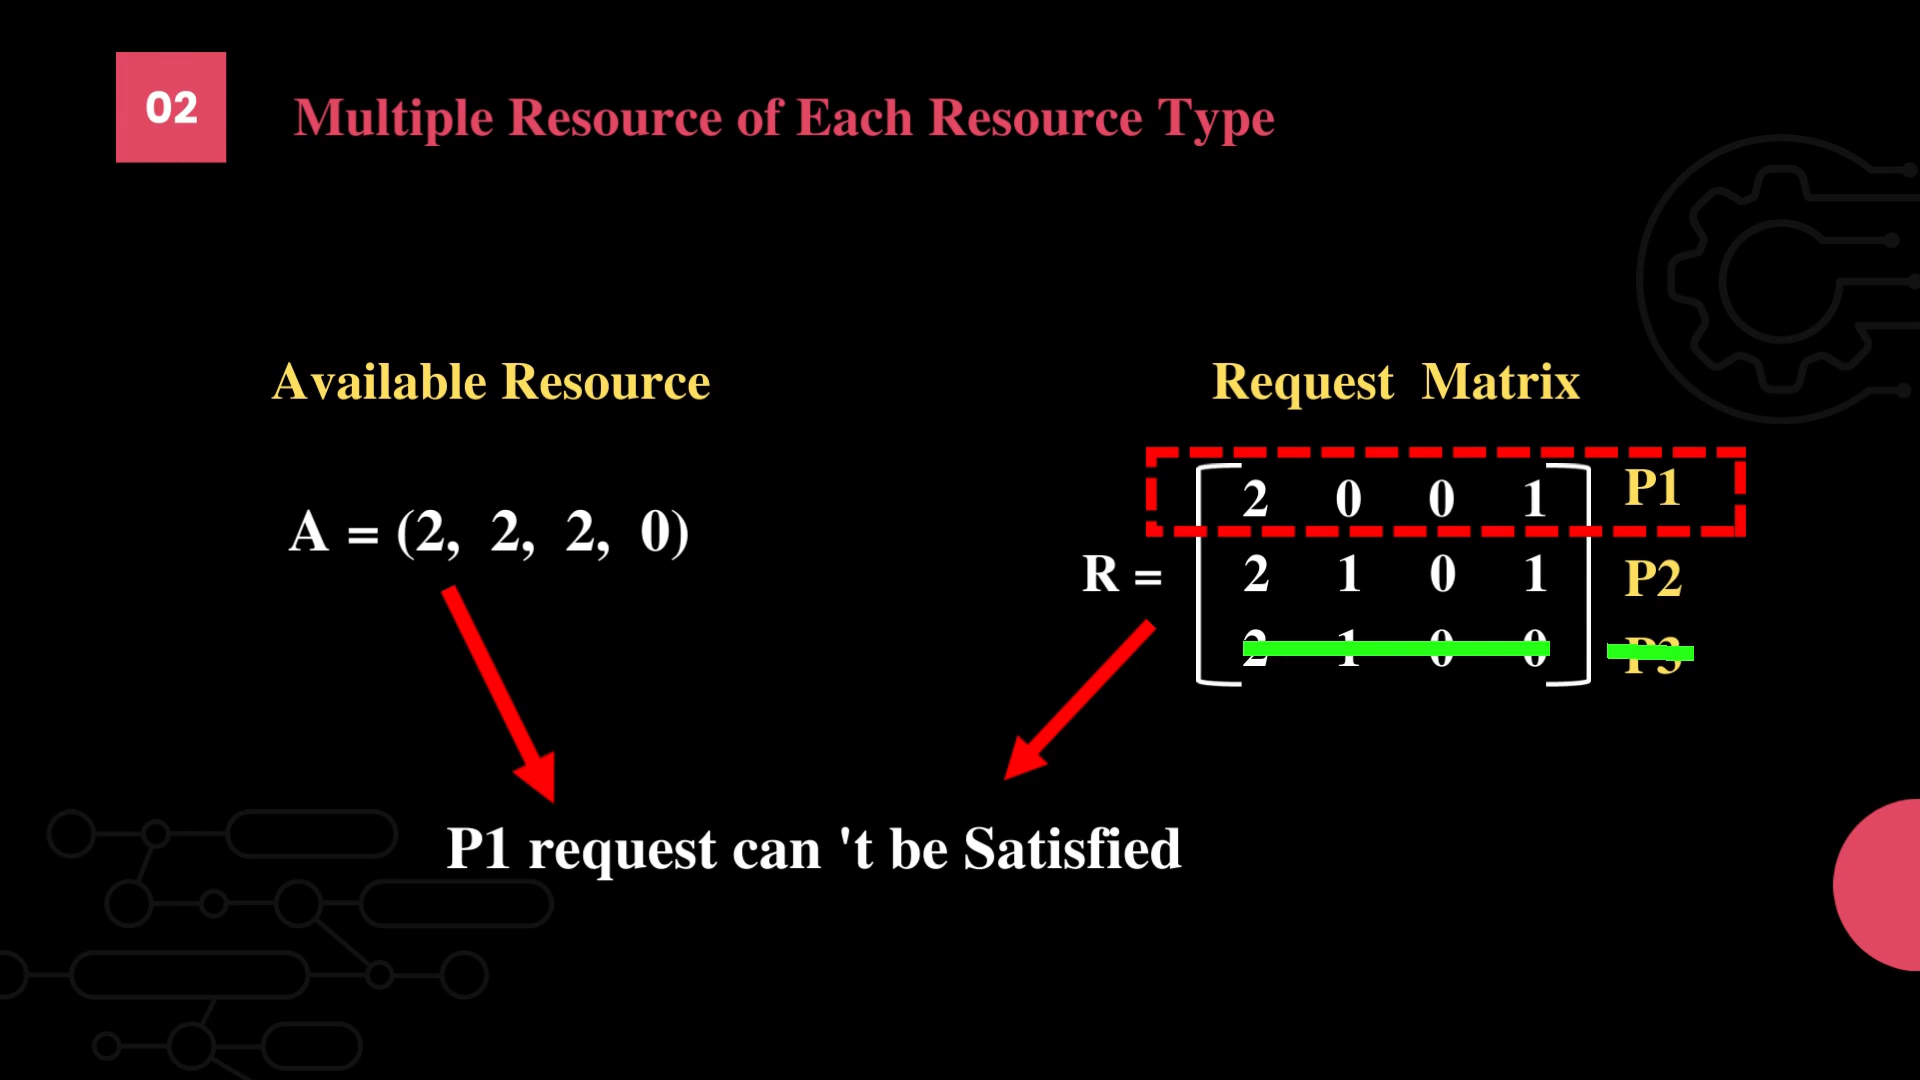 02
Multiple Resource of Each Resource Type
Available Resource
Request Matrix
A = (2, 2, 2, 0)
R =
2 0 0 1 P1
2 1 0 1 P2
2 1 0 0 P3
P1 request can 't be Satisfied